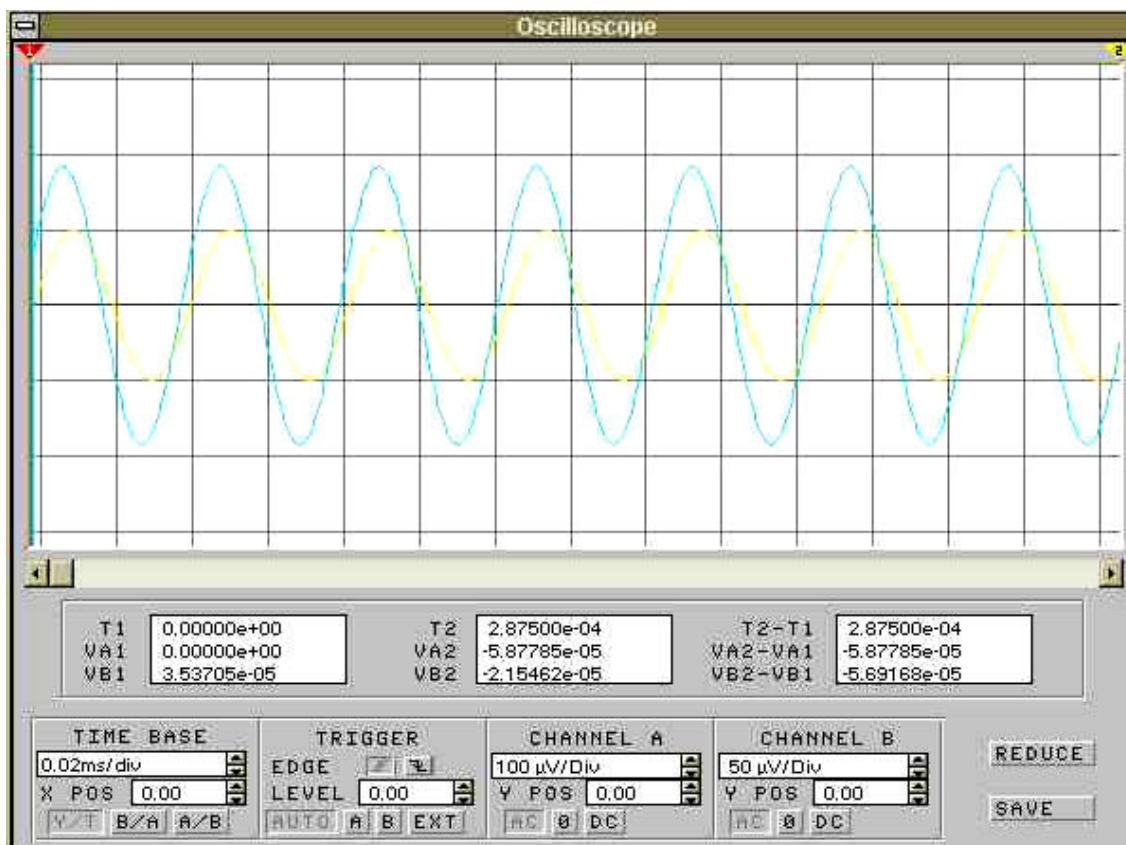 Oscilloscope
1 2
T1 0.00000e+00 T2 2.87500e-04 T2-T1 2.87500e-04
VA1 0.00000e+00 VA2 -5.87785e-05 VA2-VA1 -5.87785e-05
VB1 3.53705e-05 VB2 -2.15462e-05 VB2-VB1 -5.69168e-05
TIME BASE
0.02ms/div
X POS 0.00
Y/T B/A A/B
TRIGGER
EDGE
LEVEL 0.00
AUTO A B EXT
CHANNEL A
100 µV/Div
Y POS 0.00
AC 0 DC
CHANNEL B
50 µV/Div
Y POS 0.00
AC 0 DC
REDUCE
SAVE